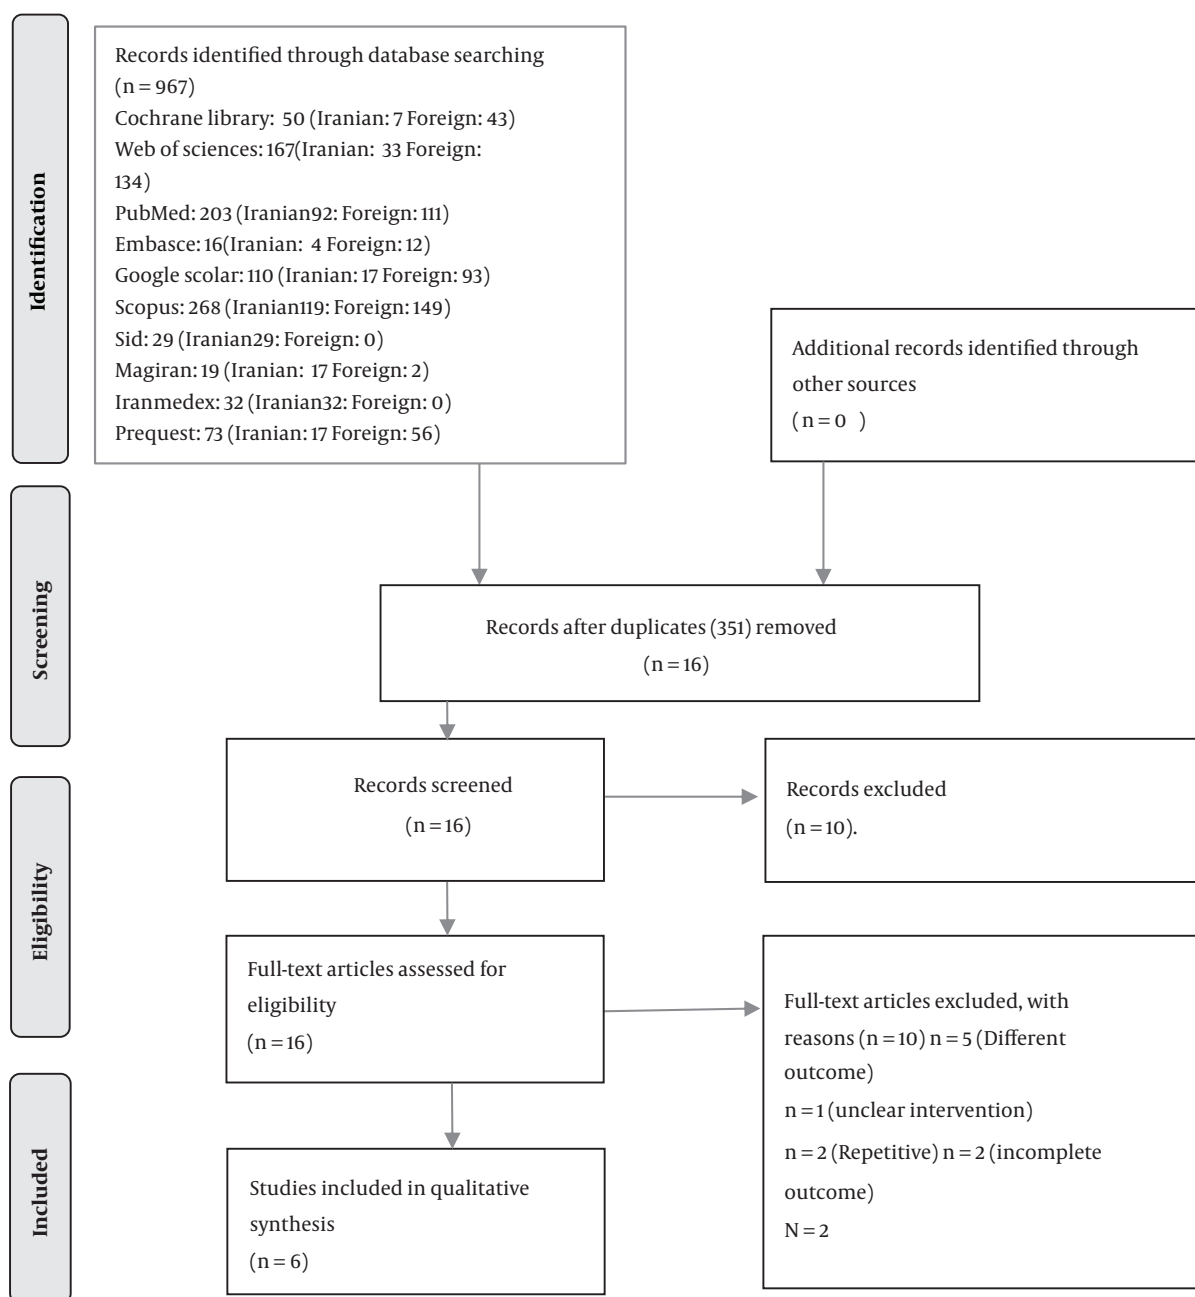 Identification
Records identified through database searching
(n = 967)
Cochrane library: 50 (Iranian: 7 Foreign: 43)
Web of sciences: 167(Iranian: 33 Foreign:
134)
PubMed: 203 (Iranian92: Foreign: 111)
Embasce: 16(Iranian: 4 Foreign: 12)
Google scolar: 110 (Iranian: 17 Foreign: 93)
Scopus: 268 (Iranian119: Foreign: 149)
Sid: 29 (Iranian29: Foreign: 0)
Magiran: 19 (Iranian: 17 Foreign: 2)
Iranmedex: 32 (Iranian32: Foreign: 0)
Prequest: 73 (Iranian: 17 Foreign: 56)
Additional records identified through
other sources
( n = 0 )
Screening
Records after duplicates (351) removed
(n = 16)
Records screened
(n = 16)
Records excluded
(n = 10).
Eligibility
Full-text articles assessed for
eligibility
(n = 16)
Full-text articles excluded, with
reasons (n = 10) n = 5 (Different
outcome)
n = 1 (unclear intervention)
n = 2 (Repetitive) n = 2 (incomplete
outcome)
N = 2
Included
Studies included in qualitative
synthesis
(n = 6)